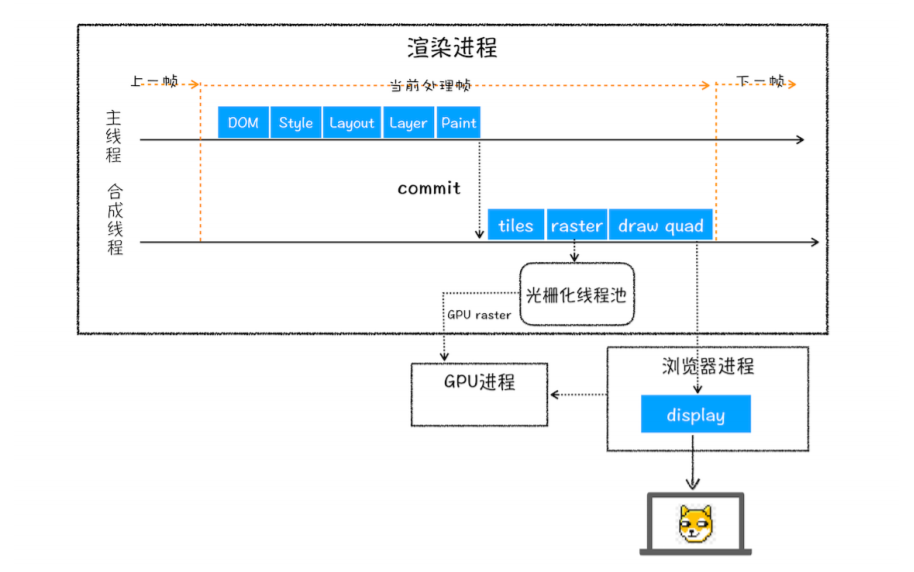 渲染进程
上一帧
当前处理帧
下一帧
主线程
DOM
Style
Layout
Layer
Paint
commit
合成线程
tiles
raster
draw quad
光栅化线程池
GPU raster
GPU进程
浏览器进程
display